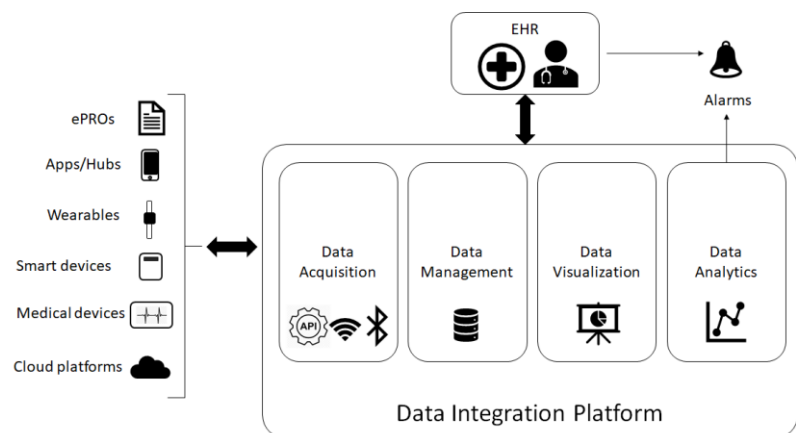 EHR
Alarms
ePROs
Apps/Hubs
Wearables
Smart devices
Medical devices
Cloud platforms
Data
Acquisition
API
Data
Management
Data
Visualization
Data
Analytics
Data Integration Platform